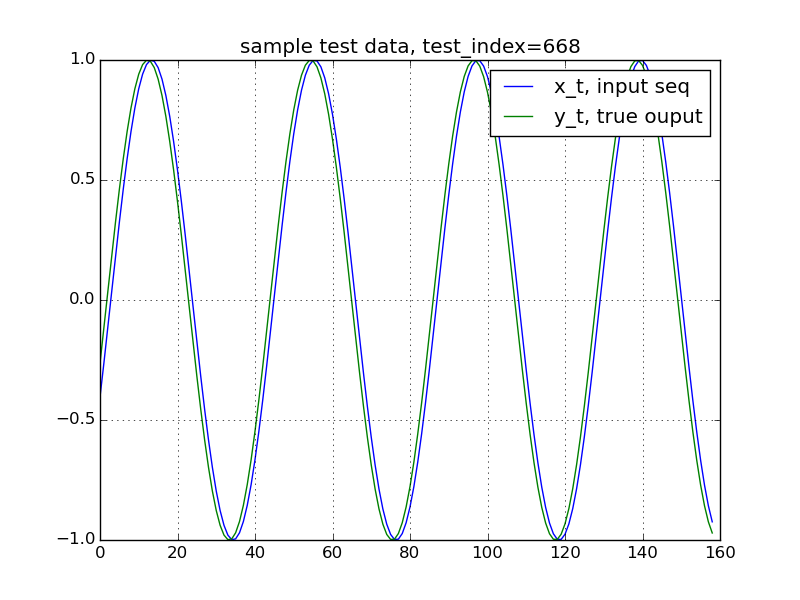 sample test data, test_index=668
1.0
x_t, input seq
y_t, true ouput
0.5
0.0
−0.5
−1.0
0 20 40 60 80 100 120 140 160